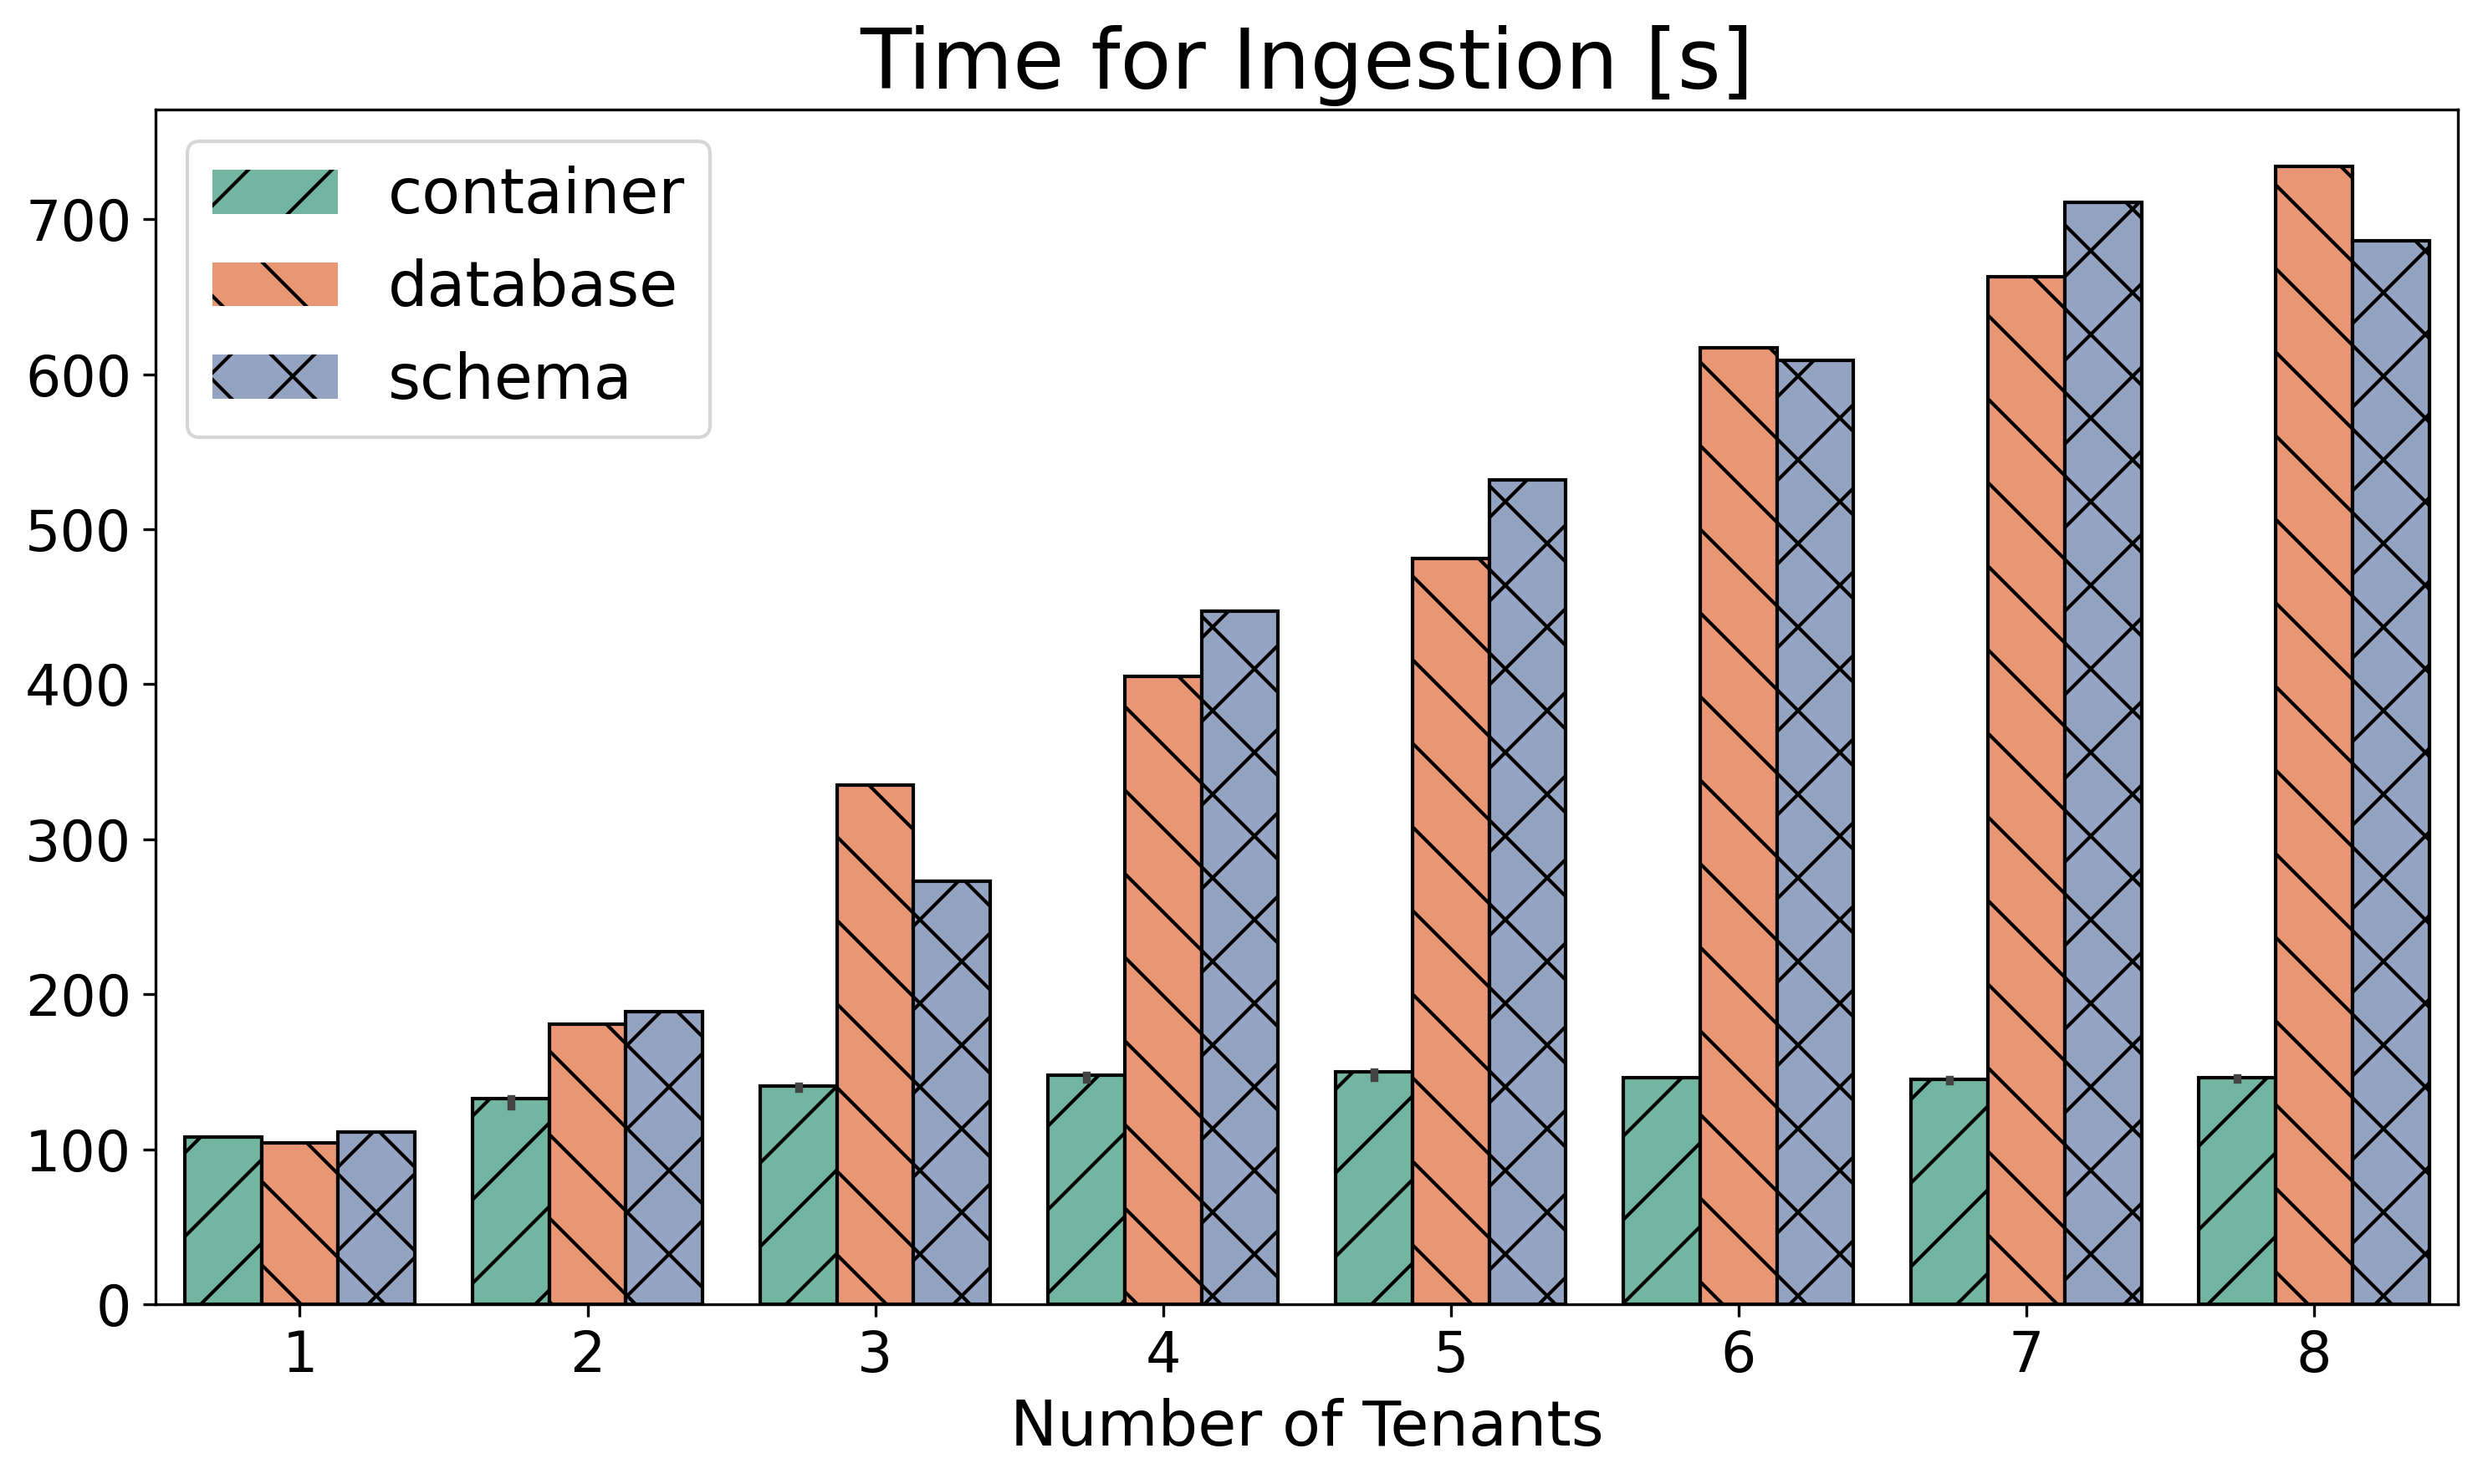 Time for Ingestion [s]
container
database
schema
700
600
500
400
300
200
100
0
1 2 3 4 5 6 7 8
Number of Tenants